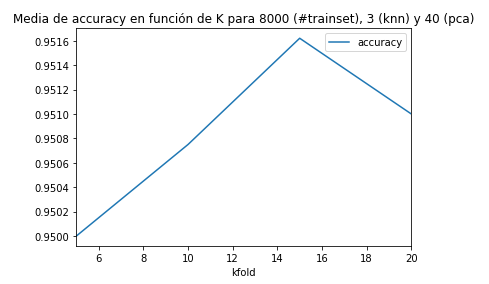 Media de accuracy en función de K para 8000 (#trainset), 3 (knn) y 40 (pca)
accuracy
0.9516
0.9514
0.9512
0.9510
0.9508
0.9506
0.9504
0.9502
0.9500
6 8 10 12 14 16 18 20
kfold